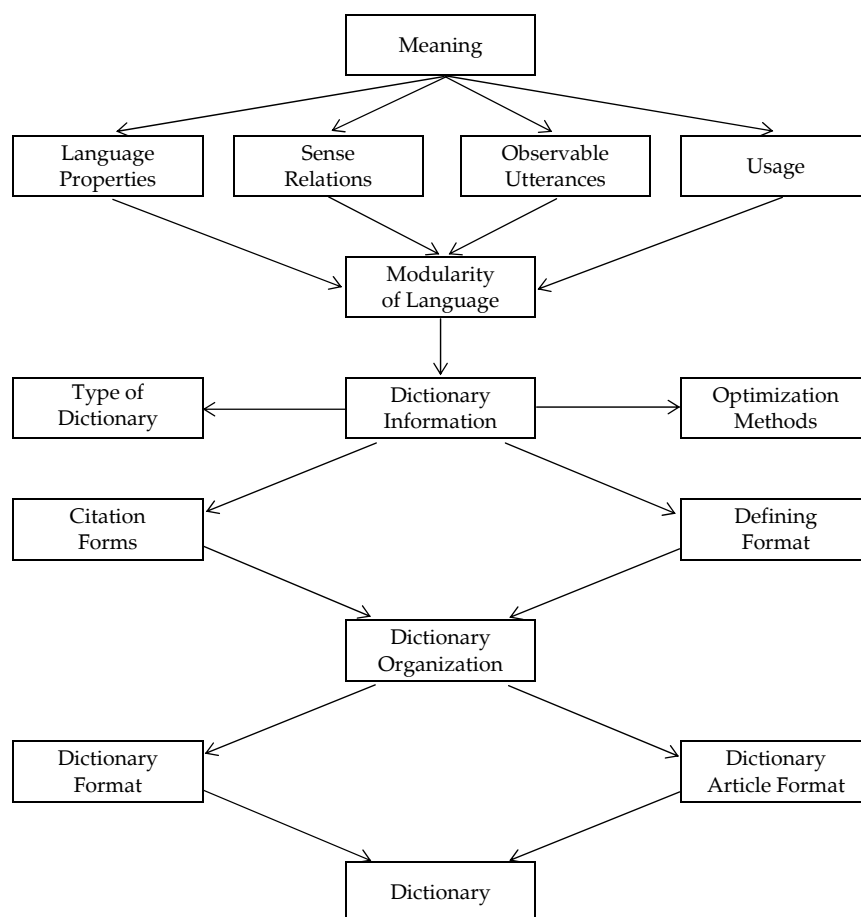 Meaning
Language
Properties
Sense
Relations
Observable
Utterances
Usage
Modularity
of Language
Type of
Dictionary
Dictionary
Information
Optimization
Methods
Citation
Forms
Defining
Format
Dictionary
Organization
Dictionary
Format
Dictionary
Article Format
Dictionary